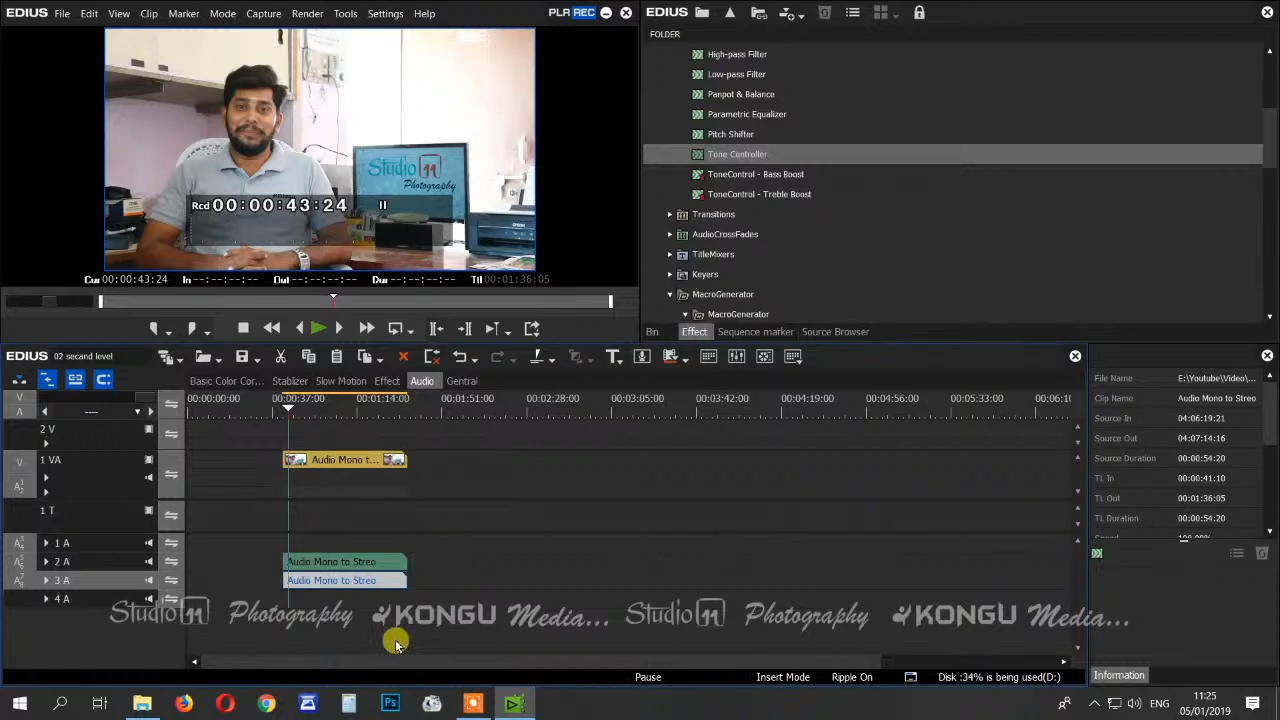 EDIUS File Edit View Clip Marker Mode Capture Render Tools Settings Help PLR REC
Studio 11
Photography
EPSON
Rcd 00:00:43:24
Cur 00:00:43:24 In --:--:--:-- Out --:--:--:-- Dur --:--:--:-- Ttl 00:01:36:05
EDIUS
FOLDER
High-pass Filter
Low-pass Filter
Panpot & Balance
Parametric Equalizer
Pitch Shifter
Tone Controller
ToneControl - Bass Boost
ToneControl - Treble Boost
Transitions
AudioCrossFades
TitleMixers
Keyers
MacroGenerator
MacroGenerator
Bin Effect Sequence marker Source Browser
EDIUS 02 secand level
Basic Color Cor... Stablizer Slow Motion Effect Audio Gentral
A ---- 00:00:00:00 00:00:37:00 00:01:14:00 00:01:51:00 00:02:28:00 00:03:05:00 00:03:42:00 00:04:19:00 00:04:56:00 00:05:33:00 00:06:10
2 V
V 1 VA Audio Mono t...
1 T
1 A
2 A Audio Mono to Streo
3 A Audio Mono to Streo
4 A
Studio 11 Photography KONGU Media... Studio 11 Photography KONGU Media...
Pause Insert Mode Ripple On Disk :34% is being used(D:)
File Name E:\Youtube\Video\...
Clip Name Audio Mono to Streo
Source In 04:06:19:21
Source Out 04:07:14:16
Source Duration 00:00:54:20
TL In 00:00:41:10
TL Out 00:01:36:05
TL Duration 00:00:54:20
Speed 100.00%
Information
Ps ENG 11:25
05/01/2019